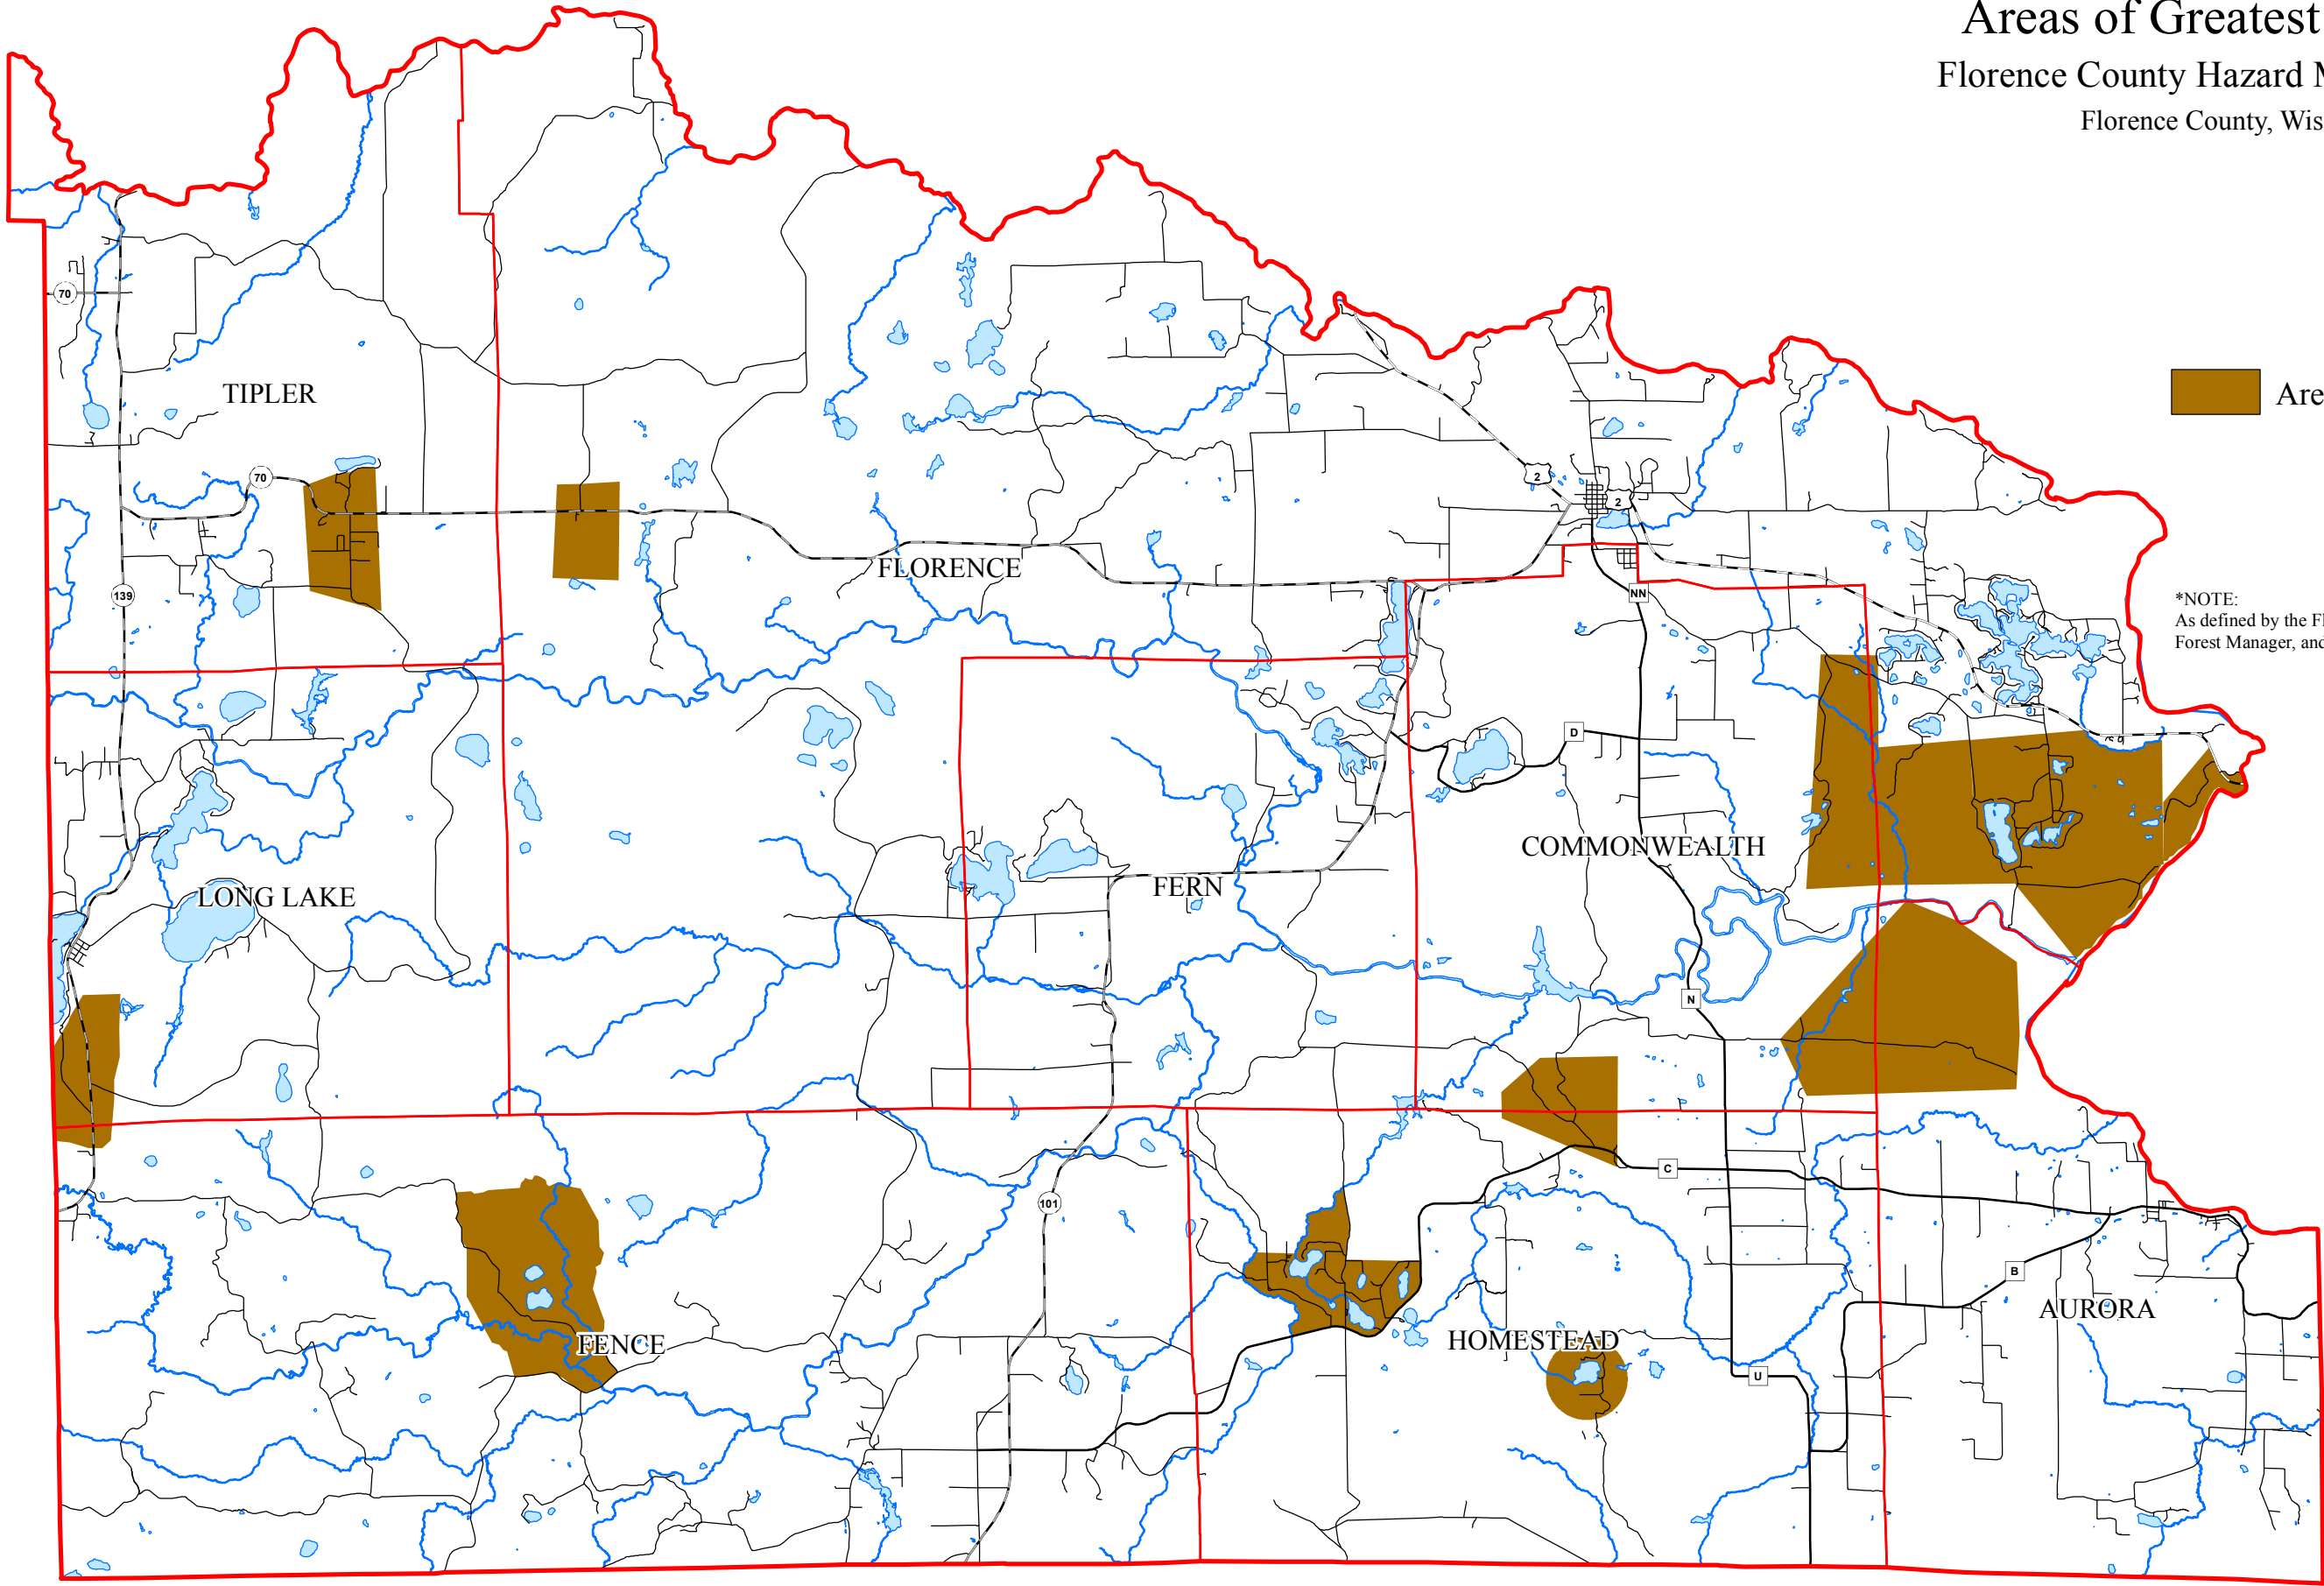 Areas of Greatest
Florence County Hazard
Florence County, Wis
70
TIPLER
Are
70
2
2
FLORENCE
139
NN
*NOTE:
As defined by the
Forest Manager, and
D
COMMONWEALTH
FERN
LONG LAKE
N
C
101
B
AURORA
HOMESTEAD
FENCE
U